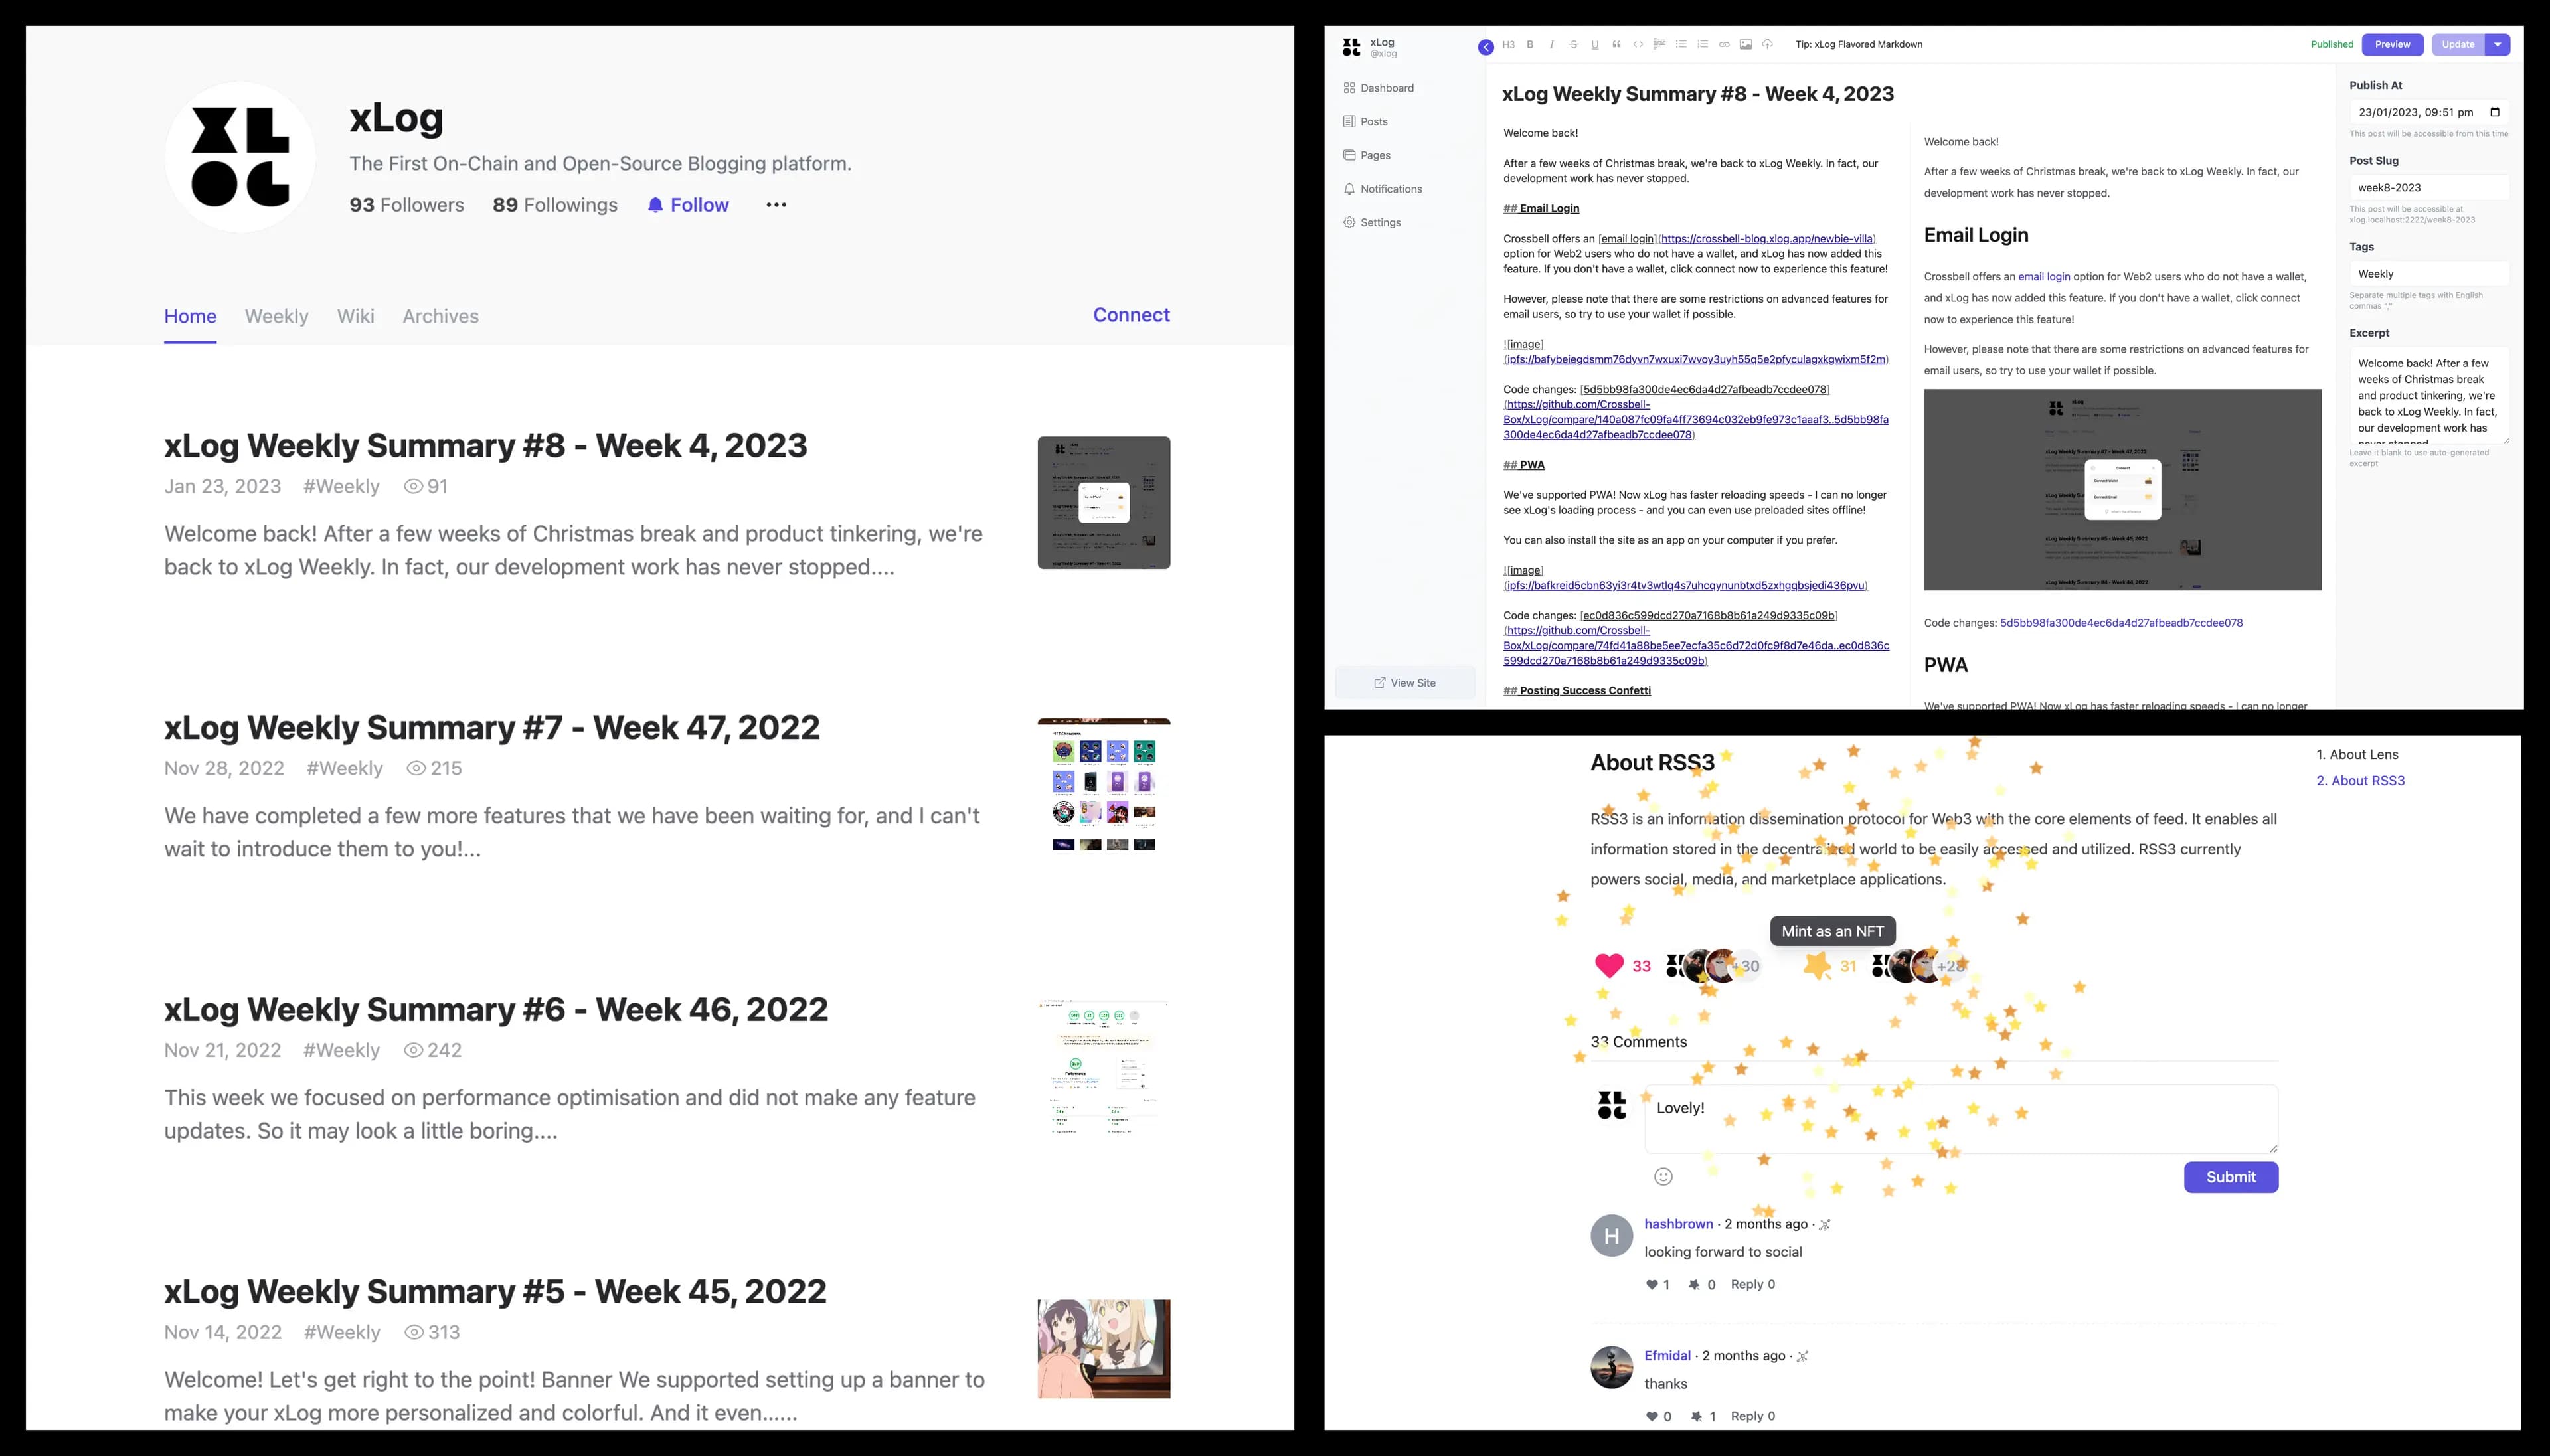 XLOG
xLog
The First On-Chain and Open-Source Blogging platform.
93 Followers 89 Followings Follow •••
Home Weekly Wiki Archives Connect
xLog Weekly Summary #8 - Week 4, 2023
Jan 23, 2023 #Weekly 91
Welcome back! After a few weeks of Christmas break and product tinkering, we're
back to xLog Weekly. In fact, our development work has never stopped....
xLog Weekly Summary #7 - Week 47, 2022
Nov 28, 2022 #Weekly 215
We have completed a few more features that we have been waiting for, and I can't
wait to introduce them to you!...
xLog Weekly Summary #6 - Week 46, 2022
Nov 21, 2022 #Weekly 242
This week we focused on performance optimisation and did not make any feature
updates. So it may look a little boring....
xLog Weekly Summary #5 - Week 45, 2022
Nov 14, 2022 #Weekly 313
Welcome! Let's get right to the point! Banner We supported setting up a banner to
make your xLog more personalized and colorful. And it even......
xLog
@xlog
Dashboard
Posts
Pages
Notifications
Settings
View Site
H3 B I S U Tip: xLog Flavored Markdown Published Preview Update
xLog Weekly Summary #8 - Week 4, 2023
Welcome back!
After a few weeks of Christmas break, we're back to xLog Weekly. In fact, our
development work has never stopped.
## Email Login
Crossbell offers an [email login](https://crossbell-blog.xlog.app/newbie-villa)
option for Web2 users who do not have a wallet, and xLog has now added this
feature. If you don't have a wallet, click connect now to experience this feature!
However, please note that there are some restrictions on advanced features for
email users, so try to use your wallet if possible.
![image]
(ipfs://bafybeiegdsmm76dyvn7wxuxi7wvoy3uyh55q5e2pfyculagxkgwixm5f2m)
Code changes: [5d5bb98fa300de4ec6da4d27afbeadb7ccdee078]
(https://github.com/Crossbell-
Box/xLog/compare/140a087fc09fa4ff73694c032eb9fe973c1aaaf3..5d5bb98fa
300de4ec6da4d27afbeadb7ccdee078)
## PWA
We've supported PWA! Now xLog has faster reloading speeds - I can no longer
see xLog's loading process - and you can even use preloaded sites offline!
You can also install the site as an app on your computer if you prefer.
![image]
(ipfs://bafkreid5cbn63yi3r4tv3wtlq4s7uhcqynunbtxd5zxhgqbsjedi436pvu)
Code changes: [ec0d836c599dcd270a7168b8b61a249d9335c09b]
(https://github.com/Crossbell-
Box/xLog/compare/74fd41a88be5ee7ecfa35c6d72d0fc9f8d7e46da..ec0d836c
599dcd270a7168b8b61a249d9335c09b)
## Posting Success Confetti
Welcome back!
After a few weeks of Christmas break, we're back to xLog Weekly. In fact, our
development work has never stopped.
Email Login
Crossbell offers an email login option for Web2 users who do not have a wallet,
and xLog has now added this feature. If you don't have a wallet, click connect
now to experience this feature!
However, please note that there are some restrictions on advanced features for
email users, so try to use your wallet if possible.
Connect
Connect Wallet
Connect Email
Code changes: 5d5bb98fa300de4ec6da4d27afbeadb7ccdee078
PWA
We've supported PWA! Now xLog has faster reloading speeds - I can no longer
Publish At
23/01/2023, 09:51 pm
This post will be accessible from this time
Post Slug
week8-2023
This post will be accessible at
xlog.localhost:2222/week8-2023
Tags
Weekly
Separate multiple tags with English
commas ","
Excerpt
Welcome back! After a few
weeks of Christmas break
and product tinkering, we're
back to xLog Weekly. In fact,
our development work has
never stopped
Leave it blank to use auto-generated
excerpt
About RSS3
RSS3 is an information dissemination protocol for Web3 with the core elements of feed. It enables all
information stored in the decentralized world to be easily accessed and utilized. RSS3 currently
powers social, media, and marketplace applications.
1. About Lens
2. About RSS3
Mint as an NFT
33 +30 31 +28
33 Comments
Lovely!
Submit
H
hashbrown · 2 months ago ·
looking forward to social
1 0 Reply 0
Efmidal · 2 months ago ·
thanks
0 1 Reply 0